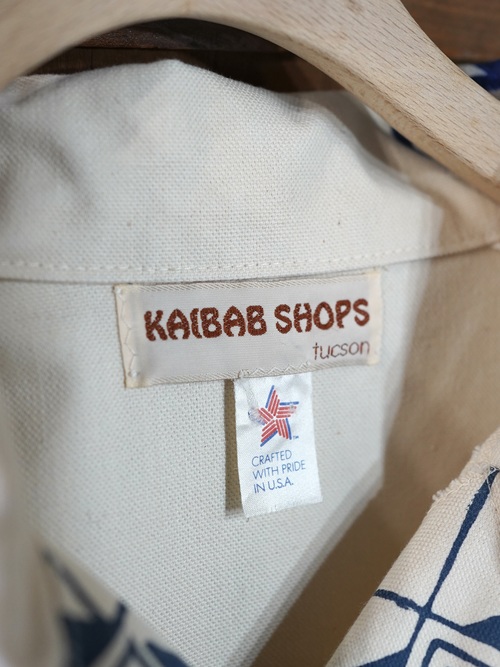 KAIBAB SHOPS
tucson
CRAFTED
WITH PRIDE
IN U.S.A.